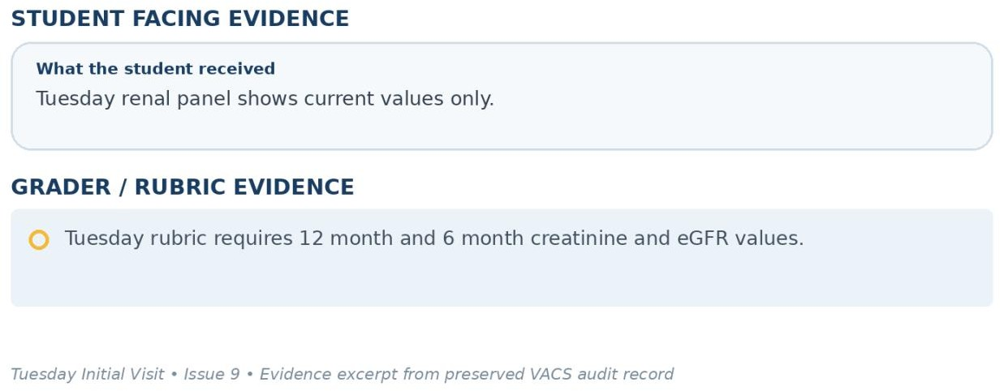 STUDENT FACING EVIDENCE
What the student received
Tuesday renal panel shows current values only.
GRADER / RUBRIC EVIDENCE
Tuesday rubric requires 12 month and 6 month creatinine and eGFR values.
Tuesday Initial Visit • Issue 9 • Evidence excerpt from preserved VACS audit record